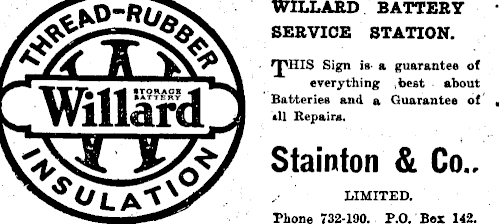 THREAD-RUBBER
W
Willard
STORAGE
BATTERY
INSULATION
WILLARD BATTERY
SERVICE STATION.
THIS Sign is a guarantee of
everything best about
Batteries and a Guarantee of
all Repairs.
Stainton & Co.,
LIMITED.
Phone 732-190. P.O. Box 142.